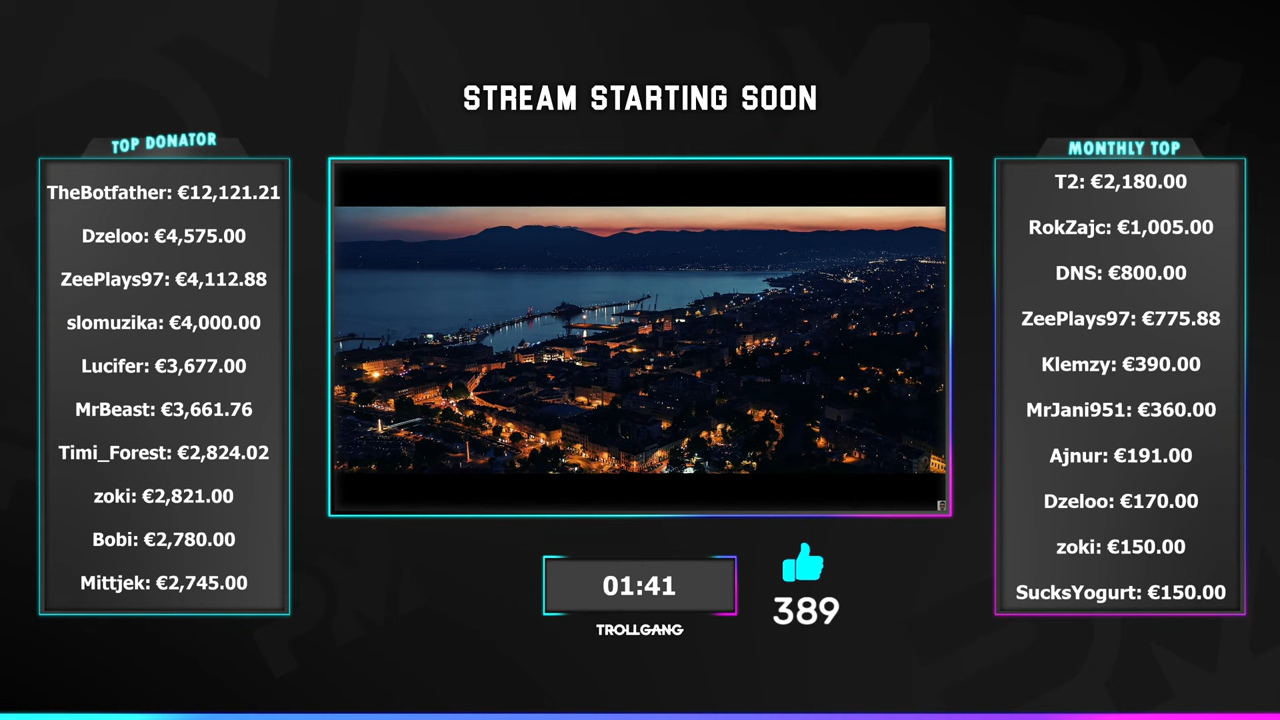 STREAM STARTING SOON
TOP DONATOR
TheBotfather: €12,121.21
Dzeloo: €4,575.00
ZeePlays97: €4,112.88
slomuzika: €4,000.00
Lucifer: €3,677.00
MrBeast: €3,661.76
Timi_Forest: €2,824.02
zoki: €2,821.00
Bobi: €2,780.00
Mittjek: €2,745.00
01:41
TROLLGANG
389
MONTHLY TOP
T2: €2,180.00
RokZajc: €1,005.00
DNS: €800.00
ZeePlays97: €775.88
Klemzy: €390.00
MrJani951: €360.00
Ajnur: €191.00
Dzeloo: €170.00
zoki: €150.00
SucksYogurt: €150.00